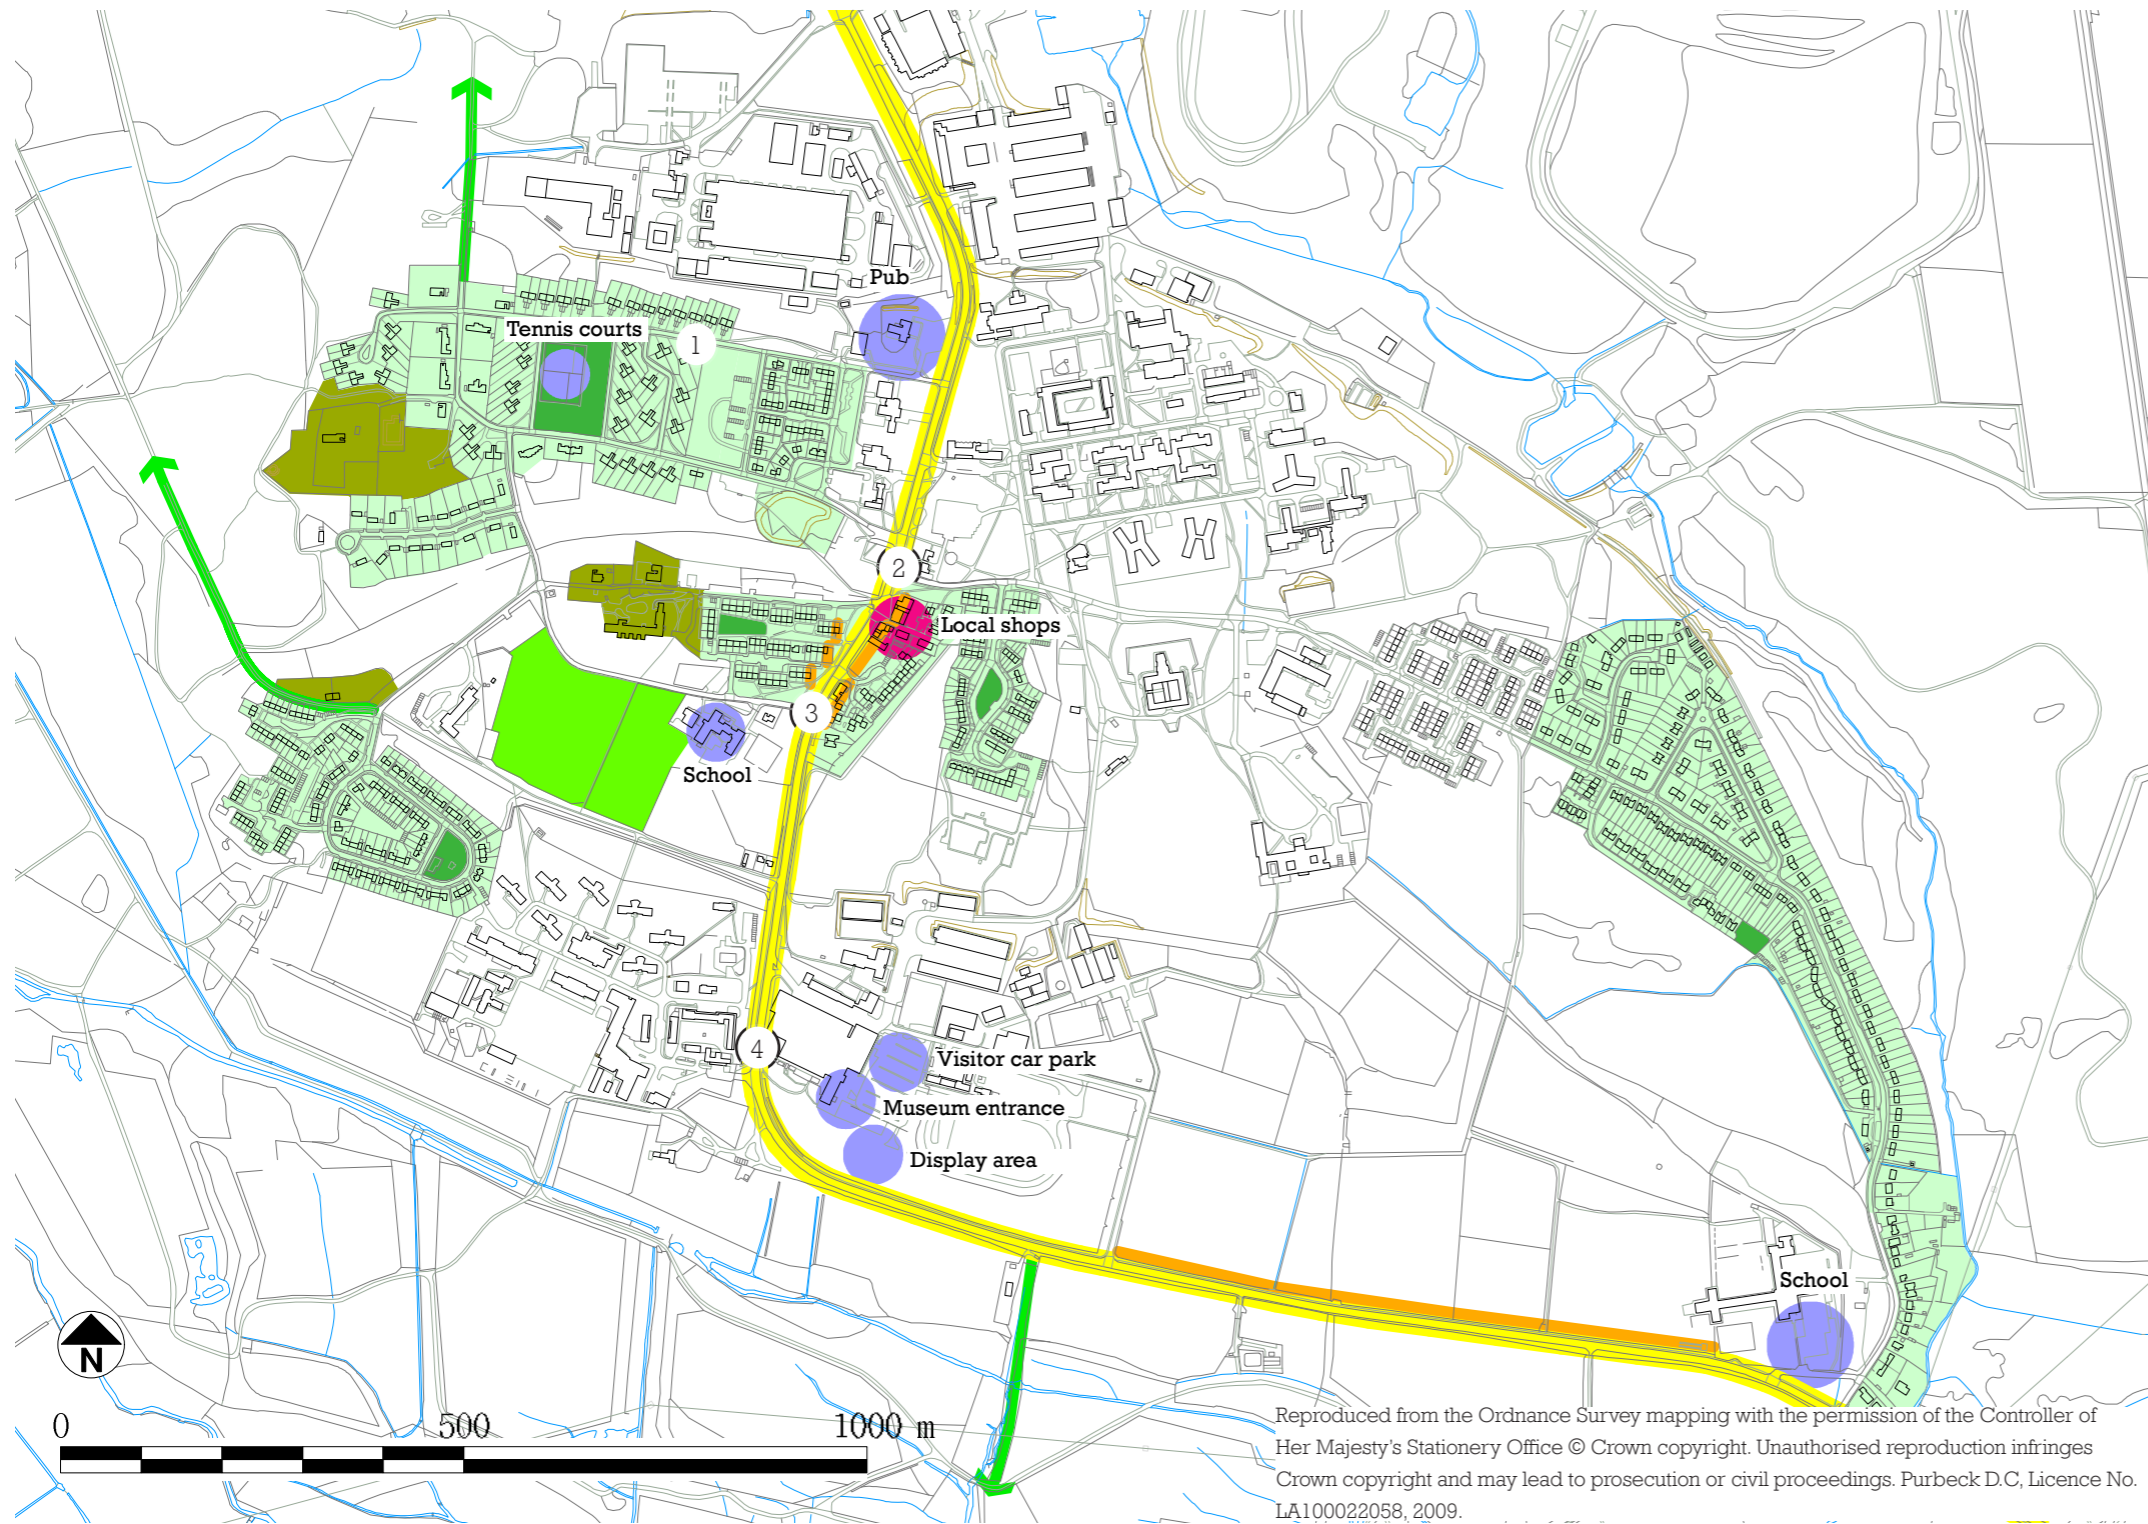 Pub
Tennis courts
1
2
Local shops
3
School
4
Visitor car park
Museum entrance
Display area
School
N
0 500 1000 m
Reproduced from the Ordnance Survey mapping with the permission of the Controller of
Her Majesty's Stationery Office © Crown copyright. Unauthorised reproduction infringes
Crown copyright and may lead to prosecution or civil proceedings. Purbeck D.C, Licence No.
LA100022058, 2009.